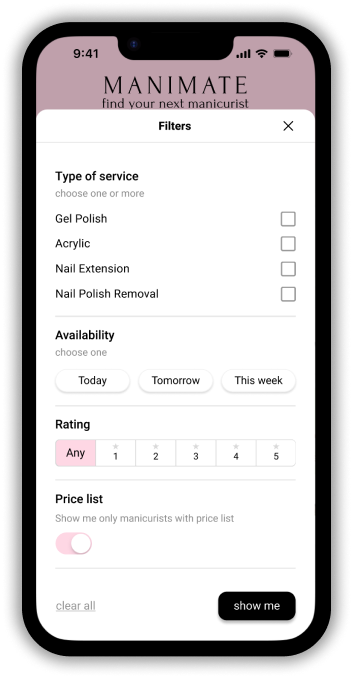 9:41
MANIMATE
find your next manicurist
Filters
Type of service
choose one or more
Gel Polish
Acrylic
Nail Extension
Nail Polish Removal
Availability
choose one
Today Tomorrow This week
Rating
Any 1 2 3 4 5
Price list
Show me only manicurists with price list
clear all show me